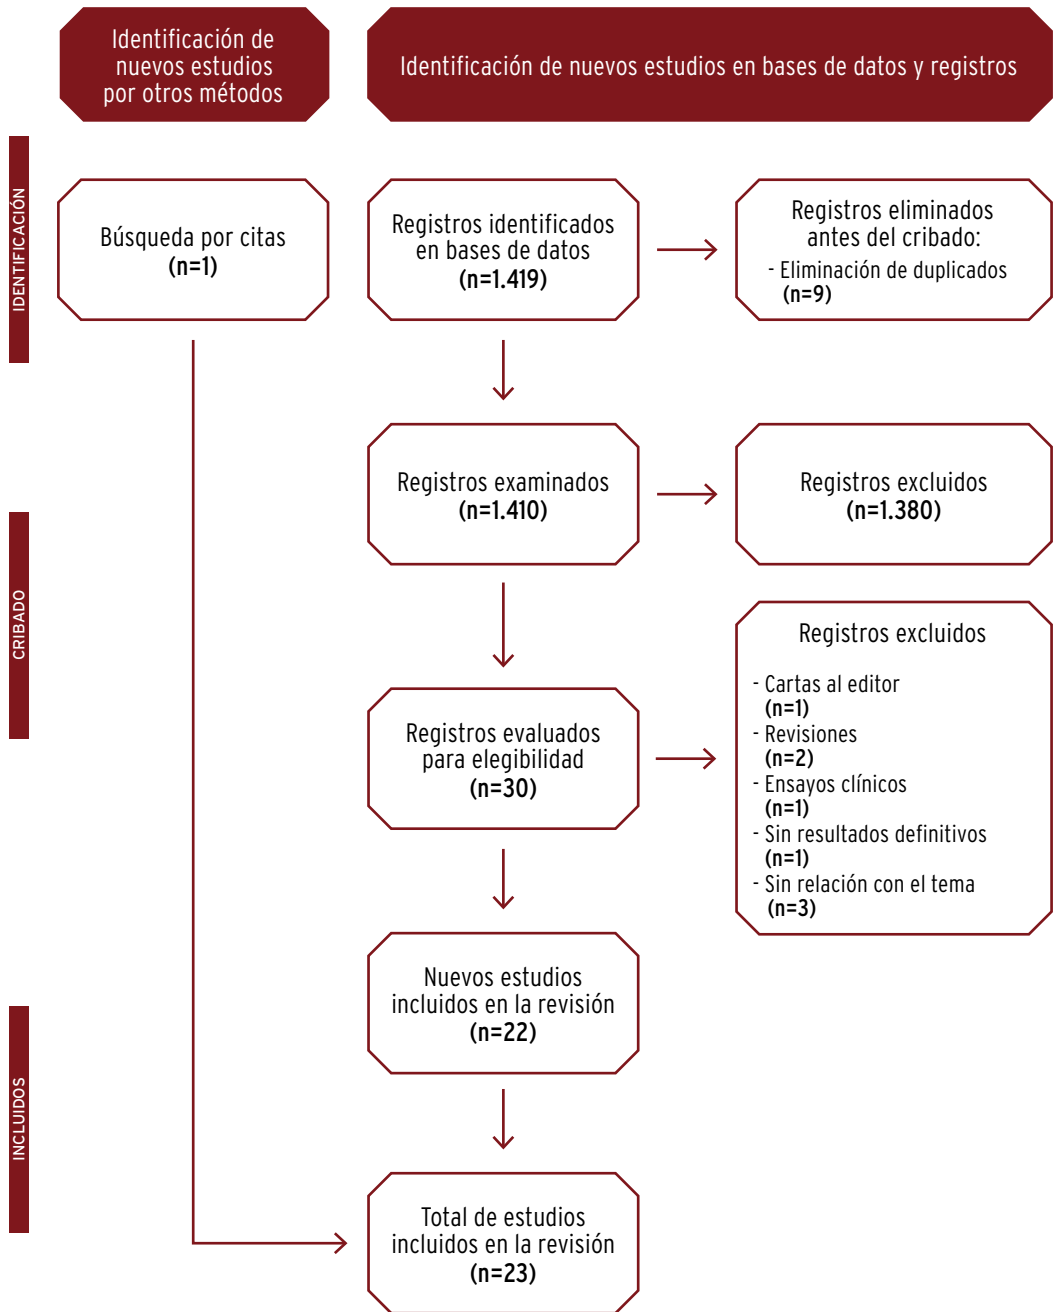 Identificación de
nuevos estudios
por otros métodos
Identificación de nuevos estudios en bases de datos y registros
IDENTIFICACIÓN
Búsqueda por citas
(n=1)
Registros identificados
en bases de datos
(n=1.419)
Registros eliminados
antes del cribado:
- Eliminación de duplicados
(n=9)
Registros examinados
(n=1.410)
Registros excluidos
(n=1.380)
CRIBADO
Registros evaluados
para elegibilidad
(n=30)
Registros excluidos
- Cartas al editor
(n=1)
- Revisiones
(n=2)
- Ensayos clínicos
(n=1)
- Sin resultados definitivos
(n=1)
- Sin relación con el tema
(n=3)
Nuevos estudios
incluidos en la revisión
(n=22)
INCLUIDOS
Total de estudios
incluidos en la revisión
(n=23)